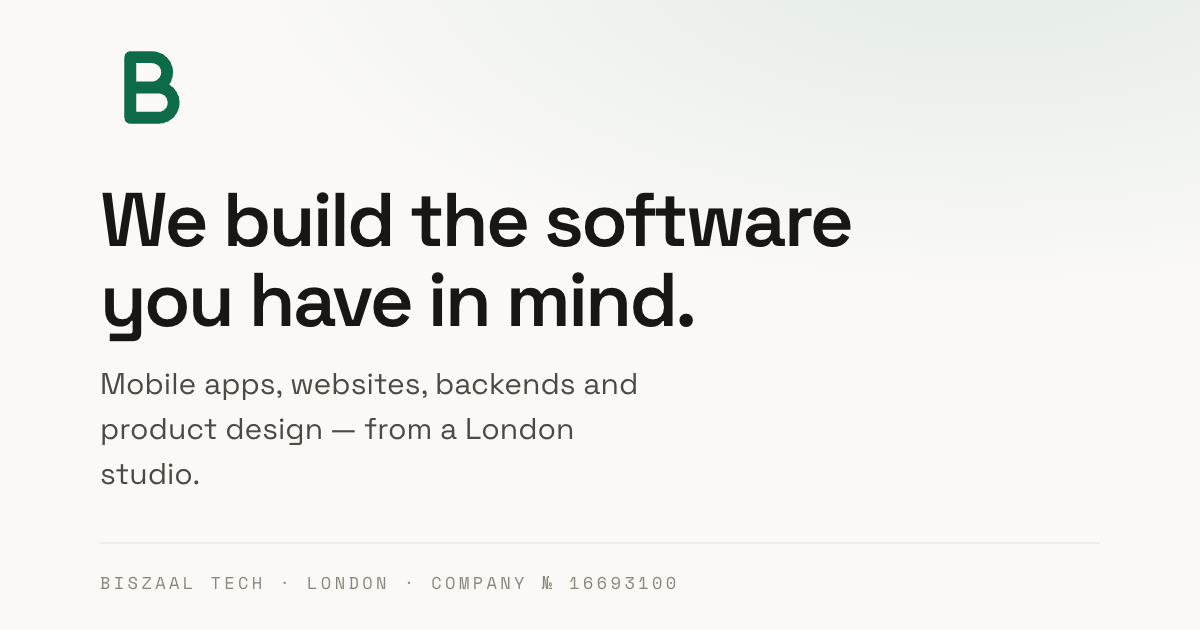 B
We build the software
you have in mind.
Mobile apps, websites, backends and
product design — from a London
studio.
BISZAAL TECH · LONDON · COMPANY № 16693100